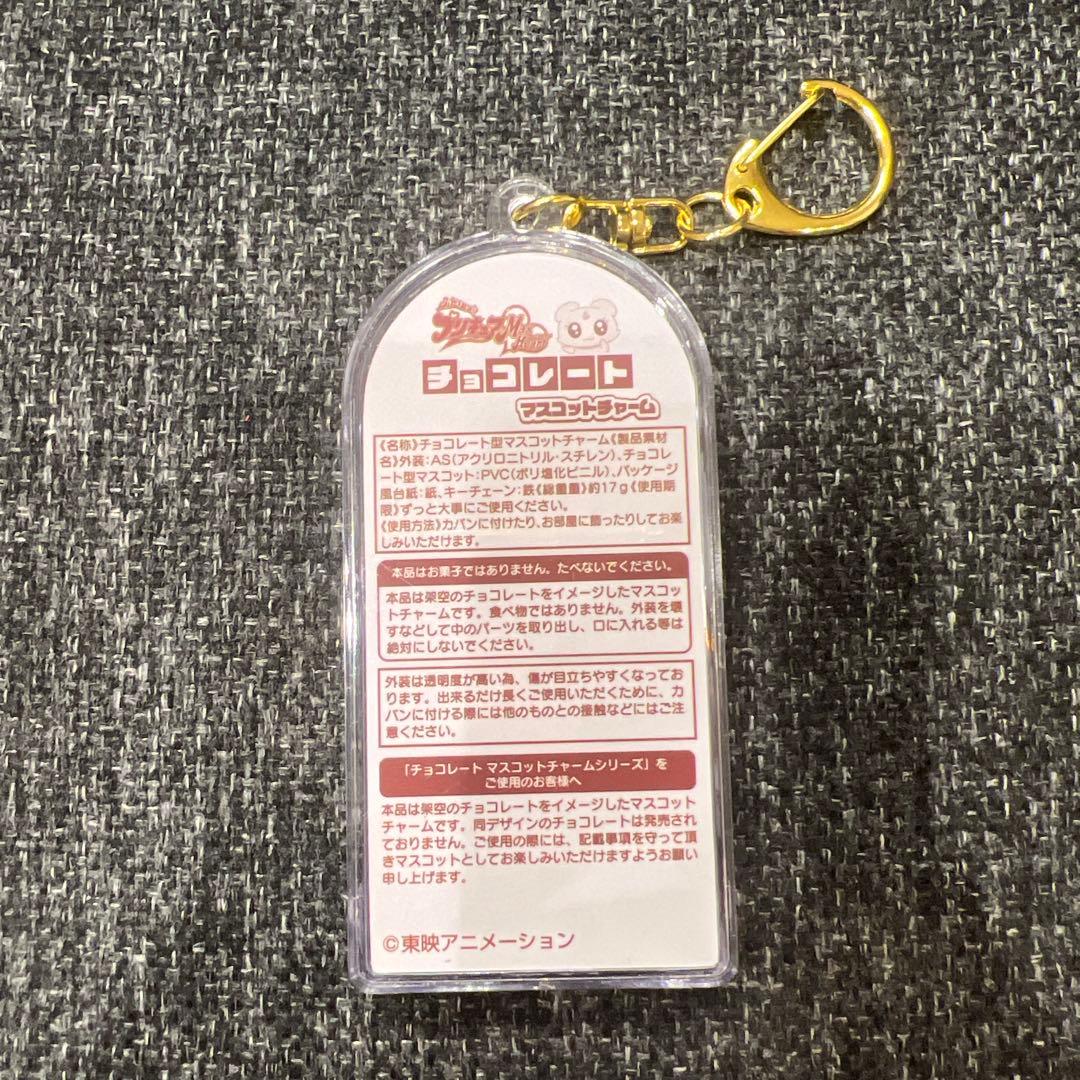 ふたりは
プリキュア Max
Heart
チョコレート
マスコットチャーム
《名称》チョコレート型マスコットチャーム《製品素材
名》外装:AS(アクリロニトリル・スチレン)、チョコレ
ート型マスコット:PVC(ポリ塩化ビニル)、パッケージ
風台紙:紙、キーチェーン:鉄《総重量》約17g《使用期
限》ずっと大事にご使用ください。
《使用方法》カバンに付けたり、お部屋に飾ったりしてお楽
しみいただけます。
本品はお菓子ではありません。たべないでください。
本品は架空のチョコレートをイメージしたマスコッ
トチャームです。食べ物ではありません。外装を壊
すなどして中のパーツを取り出し、口に入れる等は
絶対にしないでください。
外装は透明度が高い為、傷が目立ちやすくなってお
ります。出来るだけ長くご使用いただくために、カ
バンに付ける際には他のものとの接触などにはご注
意ください。
「チョコレート マスコットチャームシリーズ」を
ご使用のお客様へ
本品は架空のチョコレートをイメージしたマスコット
チャームです。同デザインのチョコレートは発売され
ておりません。ご使用の際には、記載事項を守って頂
きマスコットとしてお楽しみいただけますようお願い
申し上げます。
©東映アニメーション